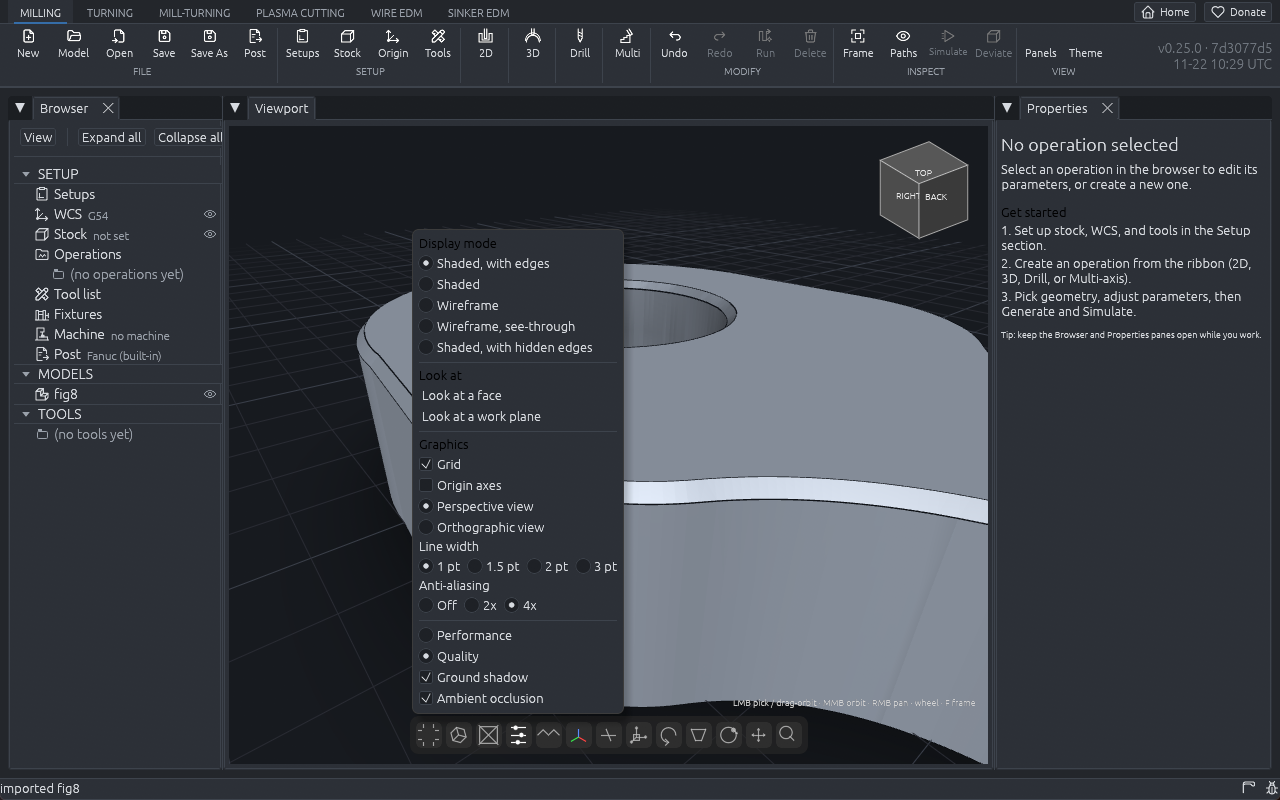 MILLING TURNING MILL-TURNING PLASMA CUTTING WIRE EDM SINKER EDM Home Donate
New Model Open Save Save As Post Setups Stock Origin Tools 2D 3D Drill Multi Undo Redo Run Delete Frame Paths Simulate Deviate Panels Theme
v0.25.0 · 7d3077d5
11-22 10:29 UTC
FILE SETUP MODIFY INSPECT VIEW
Browser
View Expand all Collapse all
SETUP
Setups
WCS G54
Stock not set
Operations
(no operations yet)
Tool list
Fixtures
Machine no machine
Post Fanuc (built-in)
MODELS
fig8
TOOLS
(no tools yet)
Viewport
TOP
RIGHT BACK
Display mode
Shaded, with edges
Shaded
Wireframe
Wireframe, see-through
Shaded, with hidden edges
Look at
Look at a face
Look at a work plane
Graphics
Grid
Origin axes
Perspective view
Orthographic view
Line width
1 pt 1.5 pt 2 pt 3 pt
Anti-aliasing
Off 2x 4x
Performance
Quality
Ground shadow
Ambient occlusion
LMB pick / drag-orbit · MMB orbit · RMB pan · wheel · F frame
Properties
No operation selected
Select an operation in the browser to edit its
parameters, or create a new one.
Get started
1. Set up stock, WCS, and tools in the Setup
section.
2. Create an operation from the ribbon (2D,
3D, Drill, or Multi-axis).
3. Pick geometry, adjust parameters, then
Generate and Simulate.
Tip: keep the Browser and Properties panes open while you work.
imported fig8